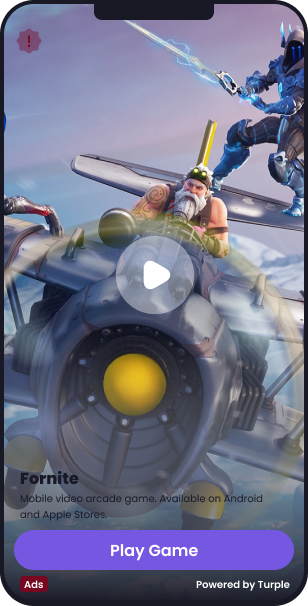 Fornite
Mobile video arcade game. Available on Android
and Apple Stores.
Play Game
Ads
Powered by Turple